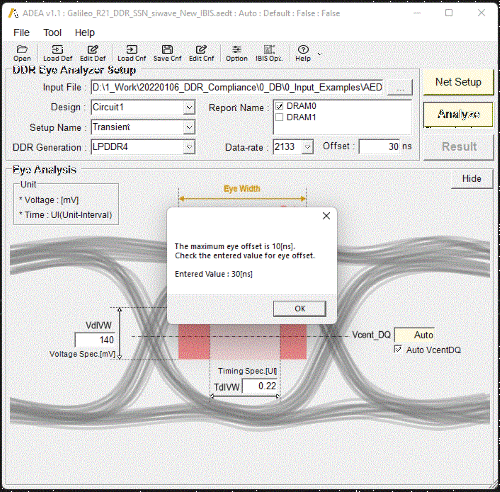 ADEA v1.1 : Galileo_R21_DDR_SSN_siwave_New_IBIS.aedt : Auto : Default : False : False
File Tool Help
Open Load Def Edit Def Load Cnf Save Cnf Edit Cnf Option IBIS Opt. Help
DDR Eye Analyzer Setup
Input File : D:\1_Work\20220106_DDR_Compliance\0_DB\0_Input_Examples\AED ...
Net Setup
Design : Circuit1
Report Name : DRAM0
DRAM1
Analyze
Setup Name : Transient
DDR Generation : LPDDR4
Data-rate : 2133
Offset : 30 ns
Result
Eye Analysis
Hide
Unit
* Voltage : [mV]
* Time : UI(Unit-Interval)
Eye Width
The maximum eye offset is 10[ns].
Check the entered value for eye offset.
Entered Value : 30[ns]
OK
VdIVW
140
Voltage Spec.[mV]
Vcent_DQ Auto
Auto VcentDQ
Timing Spec.[UI]
TdIVW 0.22